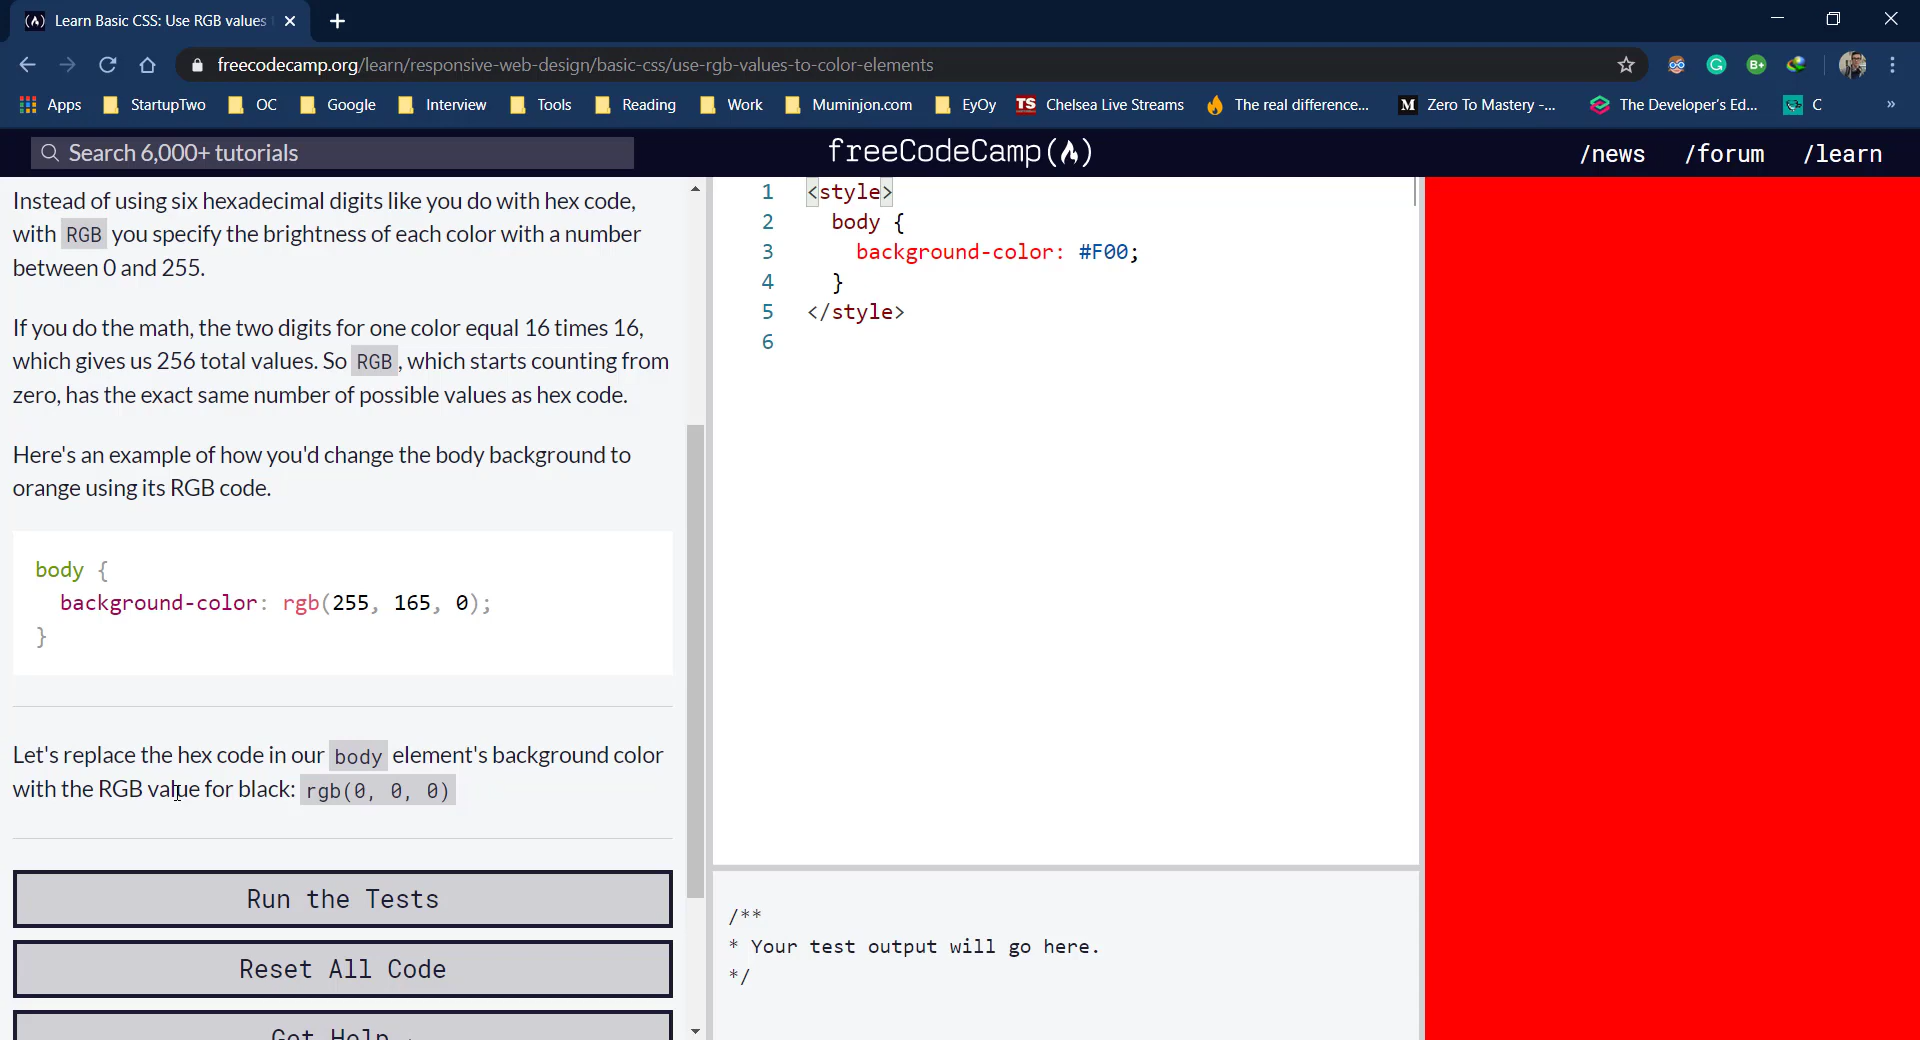 Learn Basic CSS: Use RGB values
freecodecamp.org/learn/responsive-web-design/basic-css/use-rgb-values-to-color-elements
Apps StartupTwo OC Google Interview Tools Reading Work Muminjon.com EyOy TS Chelsea Live Streams The real difference... M Zero To Mastery -... The Developer's Ed... C »
Search 6,000+ tutorials
freeCodeCamp
/news /forum /learn
Instead of using six hexadecimal digits like you do with hex code,
with RGB you specify the brightness of each color with a number
between 0 and 255.
If you do the math, the two digits for one color equal 16 times 16,
which gives us 256 total values. So RGB, which starts counting from
zero, has the exact same number of possible values as hex code.
Here's an example of how you'd change the body background to
orange using its RGB code.
body {
background-color: rgb(255, 165, 0);
}
Let's replace the hex code in our body element's background color
with the RGB value for black: rgb(0, 0, 0)
Run the Tests
Reset All Code
Get Help
1 <style>
2 body {
3 background-color: #F00;
4 }
5 </style>
6
/**
* Your test output will go here.
*/